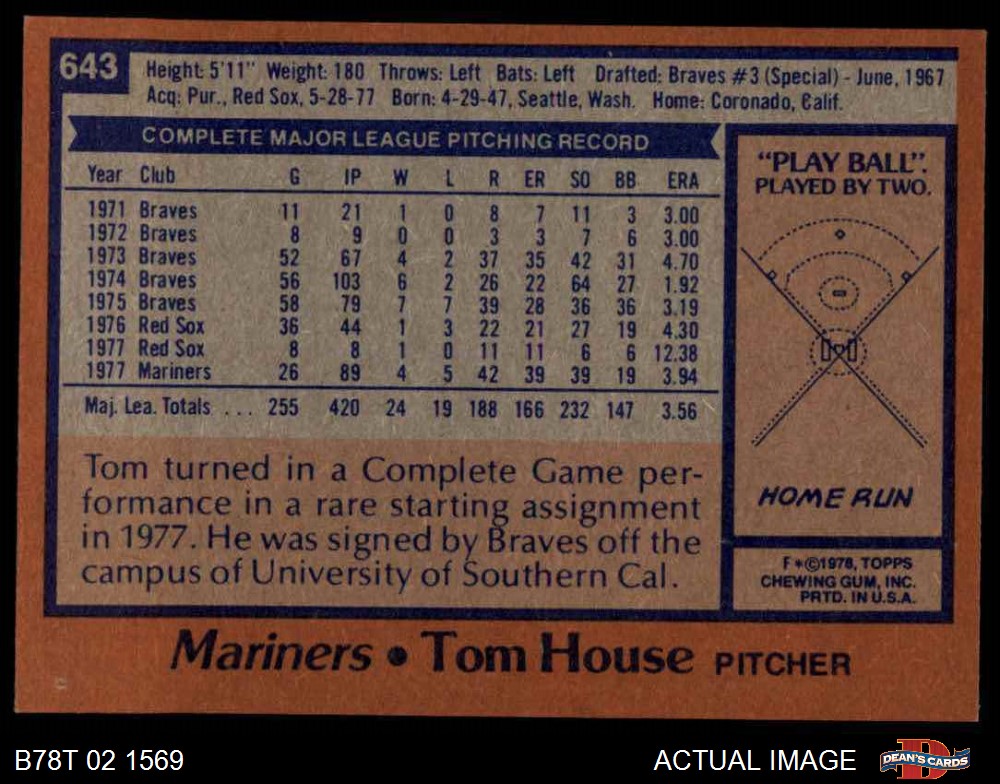 643
Height: 5'11" Weight: 180 Throws: Left Bats: Left Drafted: Braves #3 (Special) - June, 1967
Acq: Pur., Red Sox, 5-28-77 Born: 4-29-47, Seattle, Wash. Home: Coronado, Calif.
COMPLETE MAJOR LEAGUE PITCHING RECORD
Year Club G IP W L R ER SO BB ERA
1971 Braves 11 21 1 0 8 7 11 3 3.00
1972 Braves 8 9 0 0 3 3 7 6 3.00
1973 Braves 52 67 4 2 37 35 42 31 4.70
1974 Braves 56 103 6 2 26 22 64 27 1.92
1975 Braves 58 79 7 7 39 28 36 36 3.19
1976 Red Sox 36 44 1 3 22 21 27 19 4.30
1977 Red Sox 8 8 1 0 11 11 6 6 12.38
1977 Mariners 26 89 4 5 42 39 39 19 3.94
Maj. Lea. Totals ... 255 420 24 19 188 166 232 147 3.56
Tom turned in a Complete Game per-
formance in a rare starting assignment
in 1977. He was signed by Braves off the
campus of University of Southern Cal.
"PLAY BALL".
PLAYED BY TWO.
HOME RUN
F*©1978, TOPPS
CHEWING GUM, INC.
PRTD. IN U.S.A.
Mariners • Tom House PITCHER
B78T 02 1569
ACTUAL IMAGE
D
DEAN'S CARDS